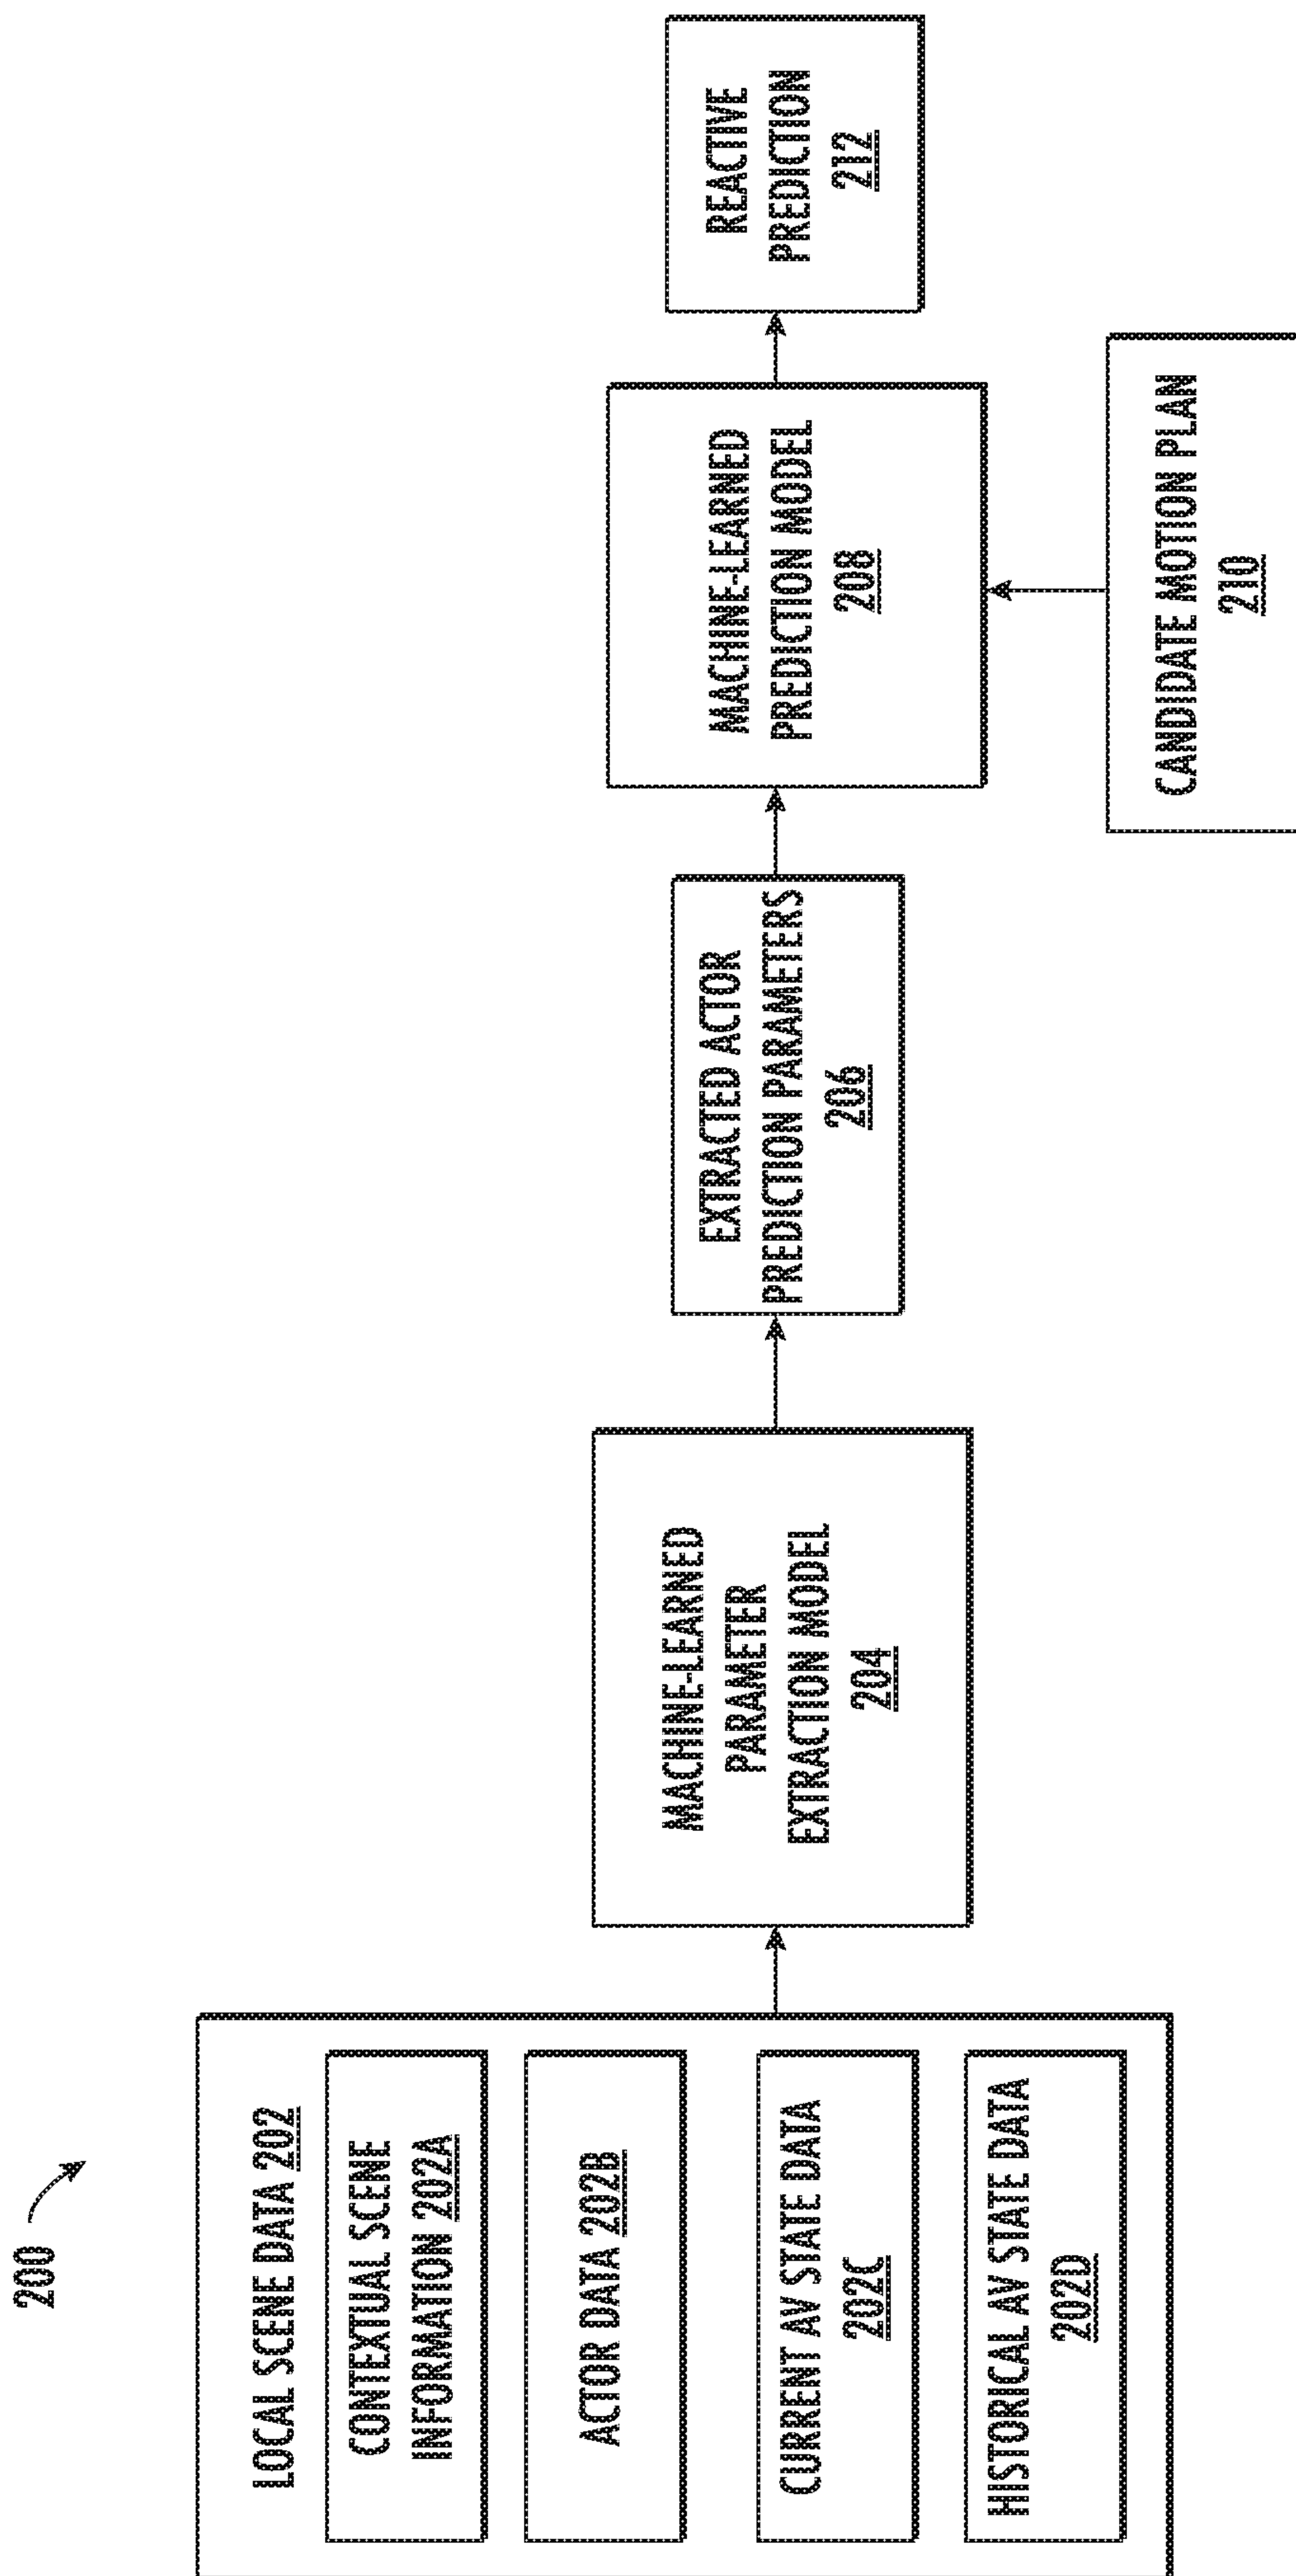 200
LOCAL SCENE DATA 202
CONTEXTUAL SCENE
INFORMATION 202A
ACTOR DATA 202B
CURRENT AV STATE DATA
202C
HISTORICAL AV STATE DATA
202D
MACHINE-LEARNED
PARAMETER
EXTRACTION MODEL
204
EXTRACTED ACTOR
PREDICTION PARAMETERS
206
MACHINE-LEARNED
PREDICTION MODEL
208
CANDIDATE MOTION PLAN
210
REACTIVE
PREDICTION
212